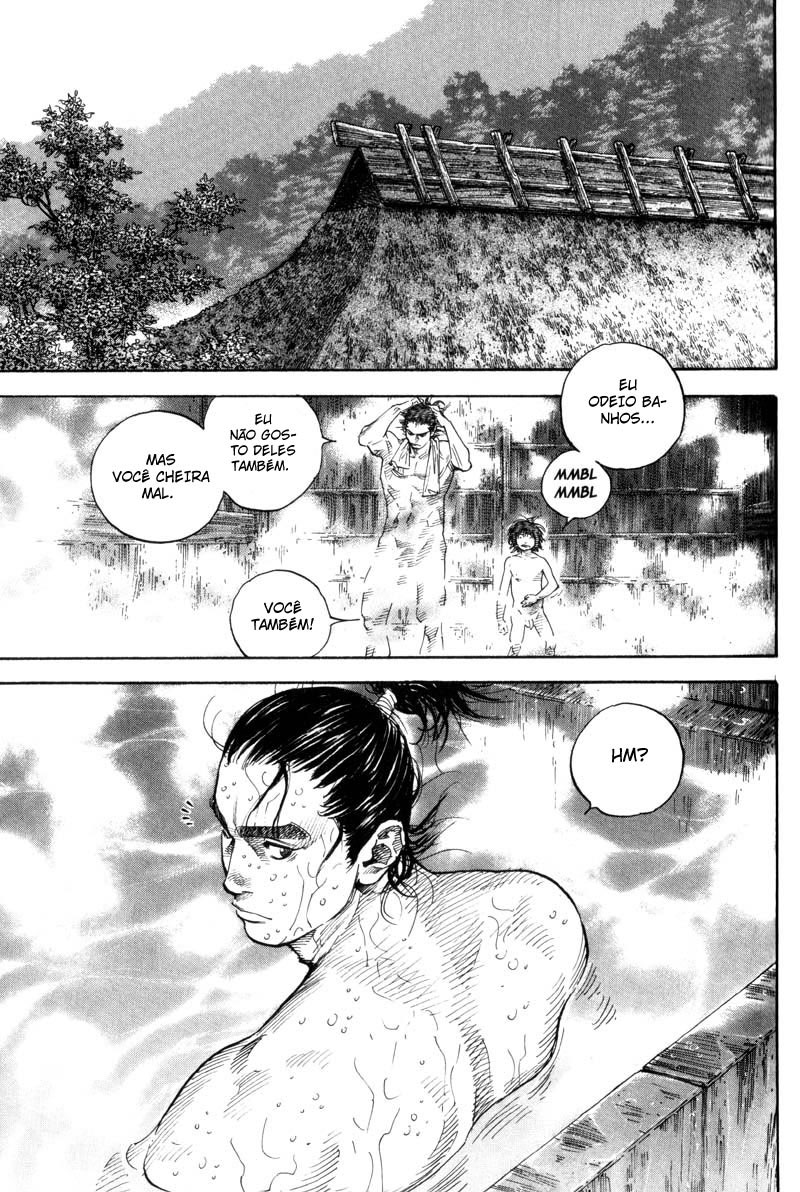 EU
ODEIO BA-
NHOS...
MMBL
MMBL
EU
NÃO GOS-
TO DELES
TAMBÉM.
MAS
VOCÊ CHEIRA
MAL.
VOCÊ
TAMBÉM!
HM?